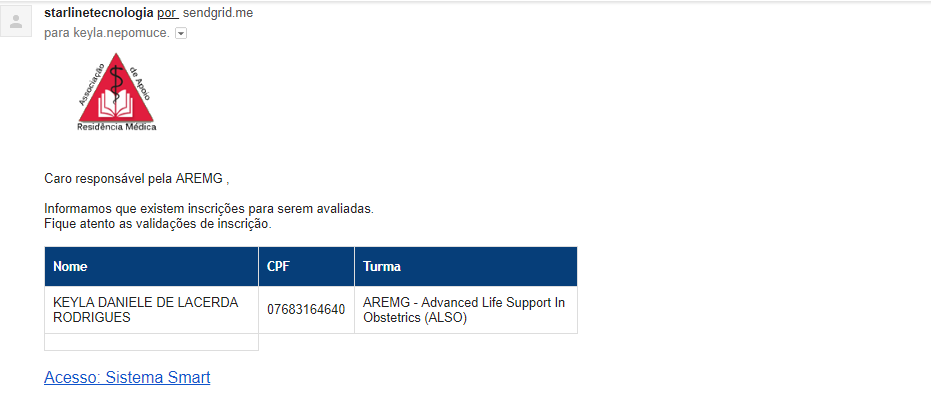 starlinetecnologia por sendgrid.me
para keyla.nepomuce.
Associação de Apoio
Residência Médica
Caro responsável pela AREMG ,
Informamos que existem inscrições para serem avaliadas.
Fique atento as validações de inscrição.
Nome CPF Turma
KEYLA DANIELE DE LACERDA RODRIGUES 07683164640 AREMG - Advanced Life Support In Obstetrics (ALSO)
Acesso: Sistema Smart